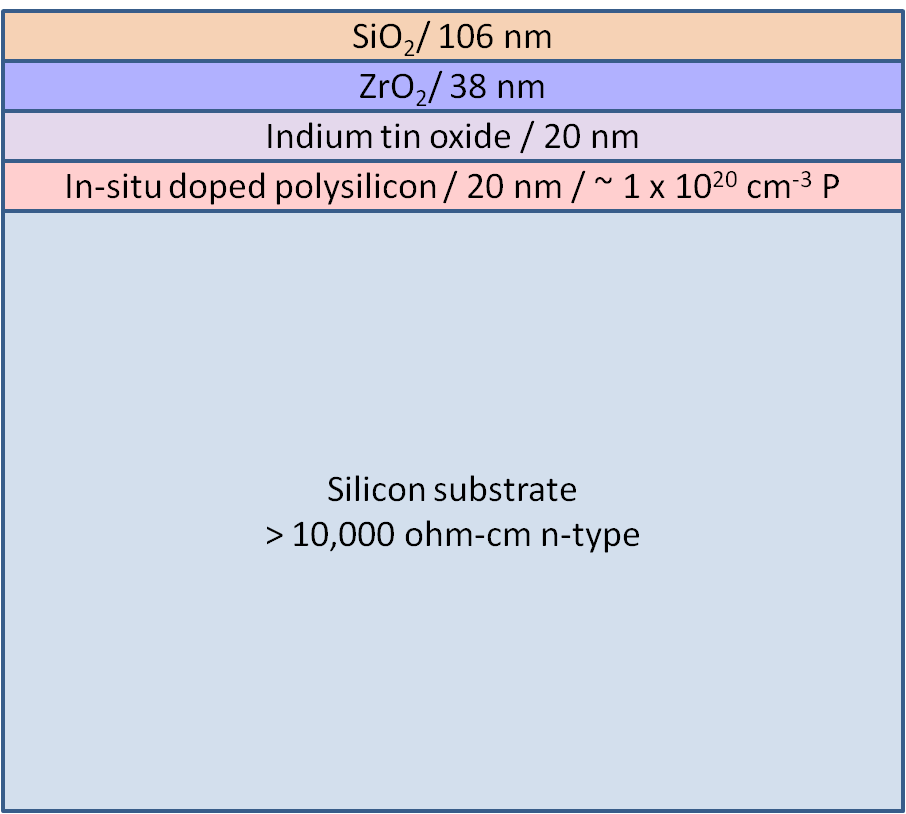 SiO₂/ 106 nm
ZrO₂/ 38 nm
Indium tin oxide / 20 nm
In-situ doped polysilicon / 20 nm / ~ 1 x 10²⁰ cm⁻³ P
Silicon substrate
> 10,000 ohm-cm n-type